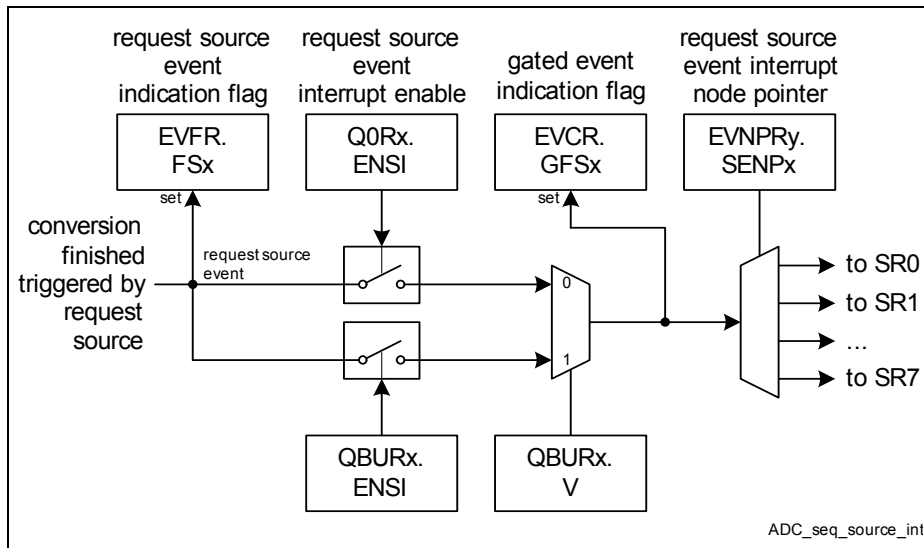 request source
event
indication flag
request source
event
interrupt enable
gated event
indication flag
request source
event interrupt
node pointer
EVFR.
FSx
Q0Rx.
ENSI
EVCR.
GFSx
EVNPRy.
SENPx
set
set
conversion
finished
triggered by
request
source
request source
event
0
1
to SR0
to SR1
...
to SR7
QBURx.
ENSI
QBURx.
V
ADC_seq_source_int